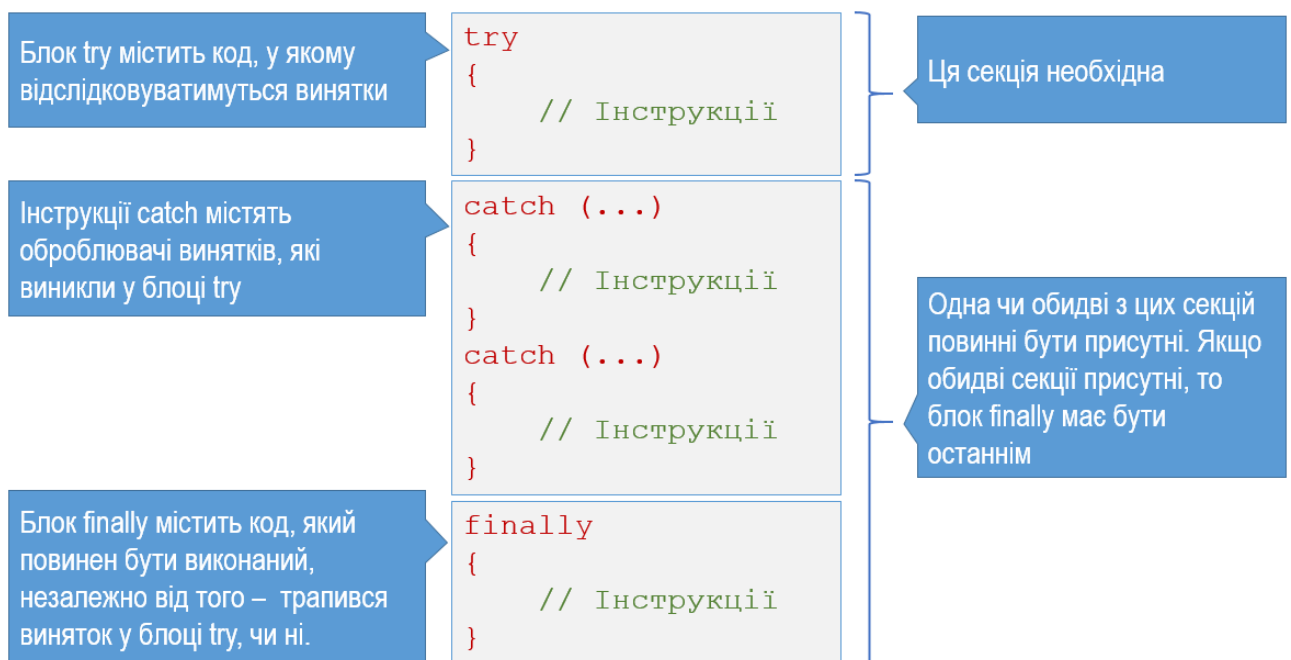 Блок try містить код, у якому
відслідковуватимуться винятки
try
{
// Інструкції
}
Ця секція необхідна
Інструкції catch містять
оброблювачі винятків, які
виникли у блоці try
catch (...)
{
// Інструкції
}
catch (...)
{
// Інструкції
}
Одна чи обидві з цих секцій
повинні бути присутні. Якщо
обидві секції присутні, то
блок finally має бути
останнім
Блок finally містить код, який
повинен бути виконаний,
незалежно від того – трапився
виняток у блоці try, чи ні.
finally
{
// Інструкції
}